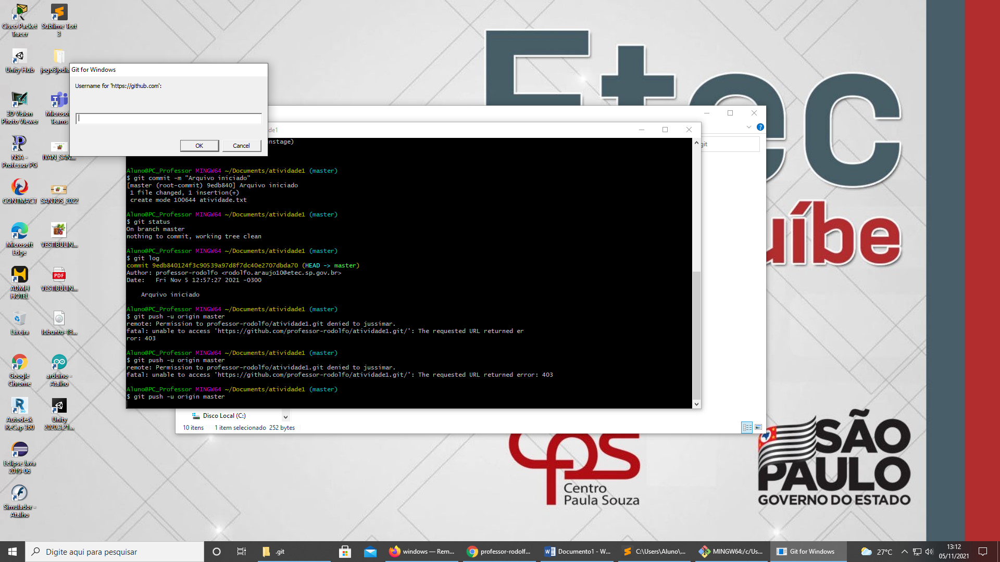 Cisco Packet
Tracer
Sublime Text
3
Unity Hub
jogo3jodia
3D Vision
Photo Viewer
Microsof
Teams
NSA -
Professor PG
IVAN_SAN...
CONTMACT
SANTOS_2022
Microsoft
Edge
VESTIBULIN...
ADMH
HOTEL
PDF
VESTIBULIN...
Lixeira
lubuntu-18...
Google
Chrome
arduino -
Atalho
Autodesk
ReCap 360
Unity
2020.3.21...
Eclipse Java
2019-06
Simulador -
Atalho
Git for Windows
Username for 'https://github.com':
OK
Cancel
de1
git
nstage)
Aluno@PC_Professor MINGW64 ~/Documents/atividade1 (master)
$ git commit -m "Arquivo iniciado"
[master (root-commit) 9edb840] Arquivo iniciado
1 file changed, 1 insertion(+)
create mode 100644 atividade.txt
Aluno@PC_Professor MINGW64 ~/Documents/atividade1 (master)
$ git status
On branch master
nothing to commit, working tree clean
Aluno@PC_Professor MINGW64 ~/Documents/atividade1 (master)
$ git log
commit 9edb840124f3c90539a97d8f7dc40e2707dbda70 (HEAD -> master)
Author: professor-rodolfo <rodolfo.araujo10@etec.sp.gov.br>
Date:   Fri Nov 5 12:57:27 2021 -0300
Arquivo iniciado
Aluno@PC_Professor MINGW64 ~/Documents/atividade1 (master)
$ git push -u origin master
remote: Permission to professor-rodolfo/atividade1.git denied to jussimar.
fatal: unable to access 'https://github.com/professor-rodolfo/atividade1.git/': The requested URL returned er
ror: 403
Aluno@PC_Professor MINGW64 ~/Documents/atividade1 (master)
$ git push -u origin master
remote: Permission to professor-rodolfo/atividade1.git denied to jussimar.
fatal: unable to access 'https://github.com/professor-rodolfo/atividade1.git/': The requested URL returned error: 403
Aluno@PC_Professor MINGW64 ~/Documents/atividade1 (master)
$ git push -u origin master
Disco Local (C:)
10 itens 1 item selecionado 252 bytes
Etec
uíbe
cps
Centro
Paula Souza
SÃO
PAULO
GOVERNO DO ESTADO
Digite aqui para pesquisar
.git
windows — Rem...
professor-rodolf...
Documento1 - W...
C:\Users\Aluno\...
MINGW64:/c/Us...
Git for Windows
27°C
13:12
05/11/2021